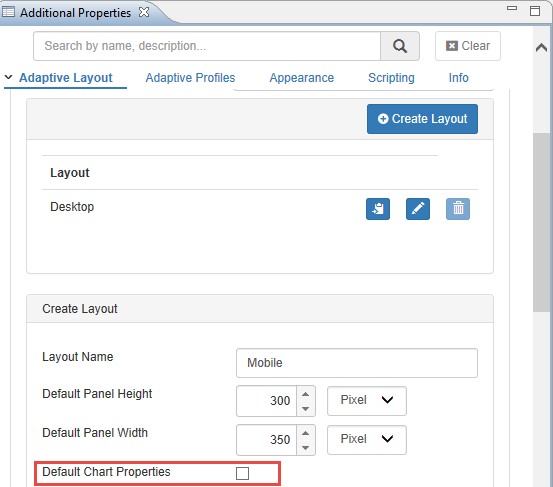 Additional Properties
Search by name, description...
Clear
Adaptive Layout Adaptive Profiles Appearance Scripting Info
Create Layout
Layout
Desktop
Create Layout
Layout Name Mobile
Default Panel Height 300 Pixel
Default Panel Width 350 Pixel
Default Chart Properties